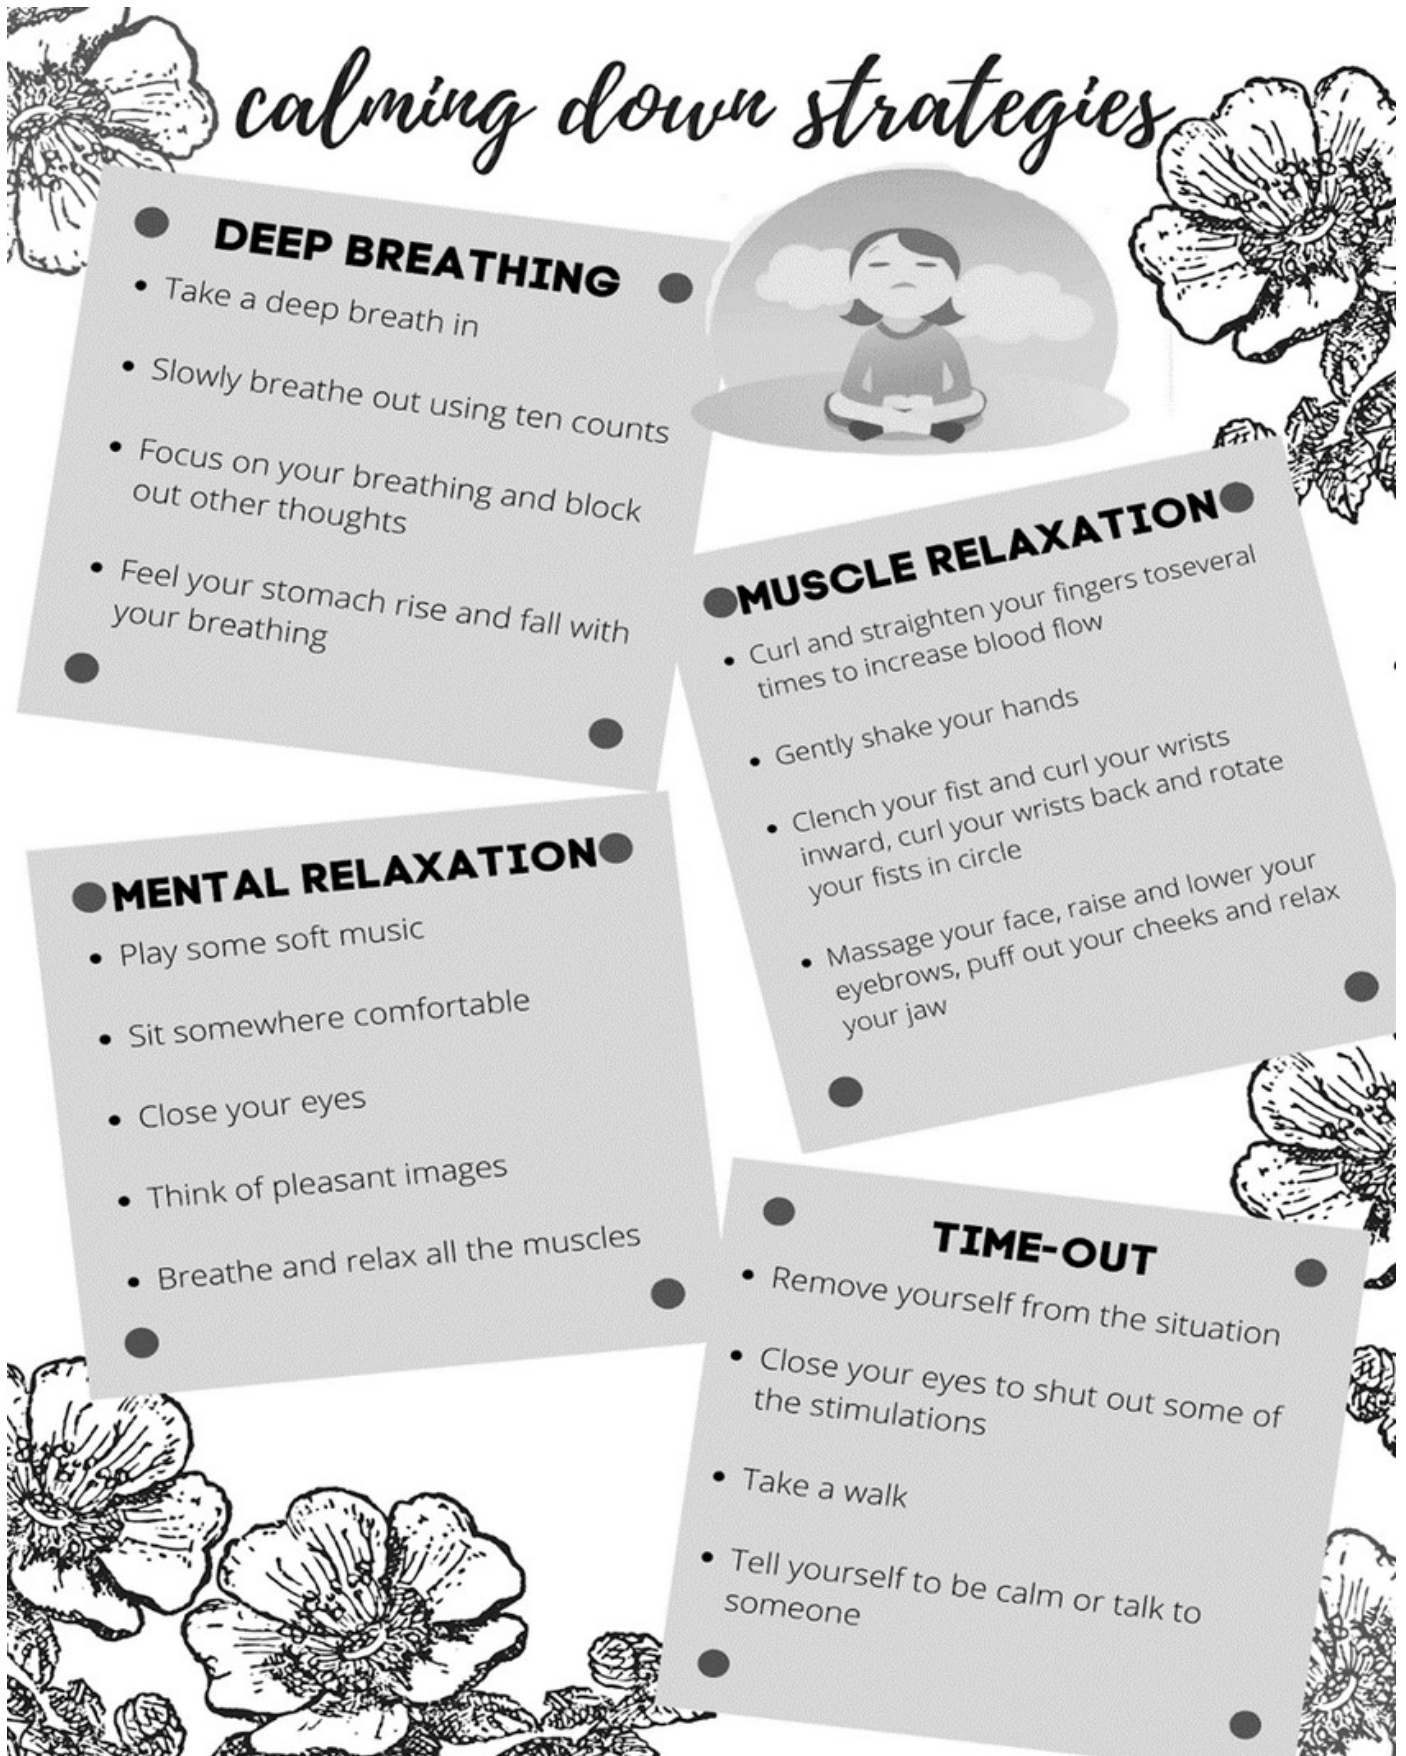 calming down strategies
DEEP BREATHING
Take a deep breath in
Slowly breathe out using ten counts
Focus on your breathing and block
out other thoughts
Feel your stomach rise and fall with
your breathing
MUSCLE RELAXATION
Curl and straighten your fingers toseveral
times to increase blood flow
Gently shake your hands
Clench your fist and curl your wrists
inward, curl your wrists back and rotate
your fists in circle
Massage your face, raise and lower your
eyebrows, puff out your cheeks and relax
your jaw
MENTAL RELAXATION
Play some soft music
Sit somewhere comfortable
Close your eyes
Think of pleasant images
Breathe and relax all the muscles
TIME-OUT
Remove yourself from the situation
Close your eyes to shut out some of
the stimulations
Take a walk
Tell yourself to be calm or talk to
someone